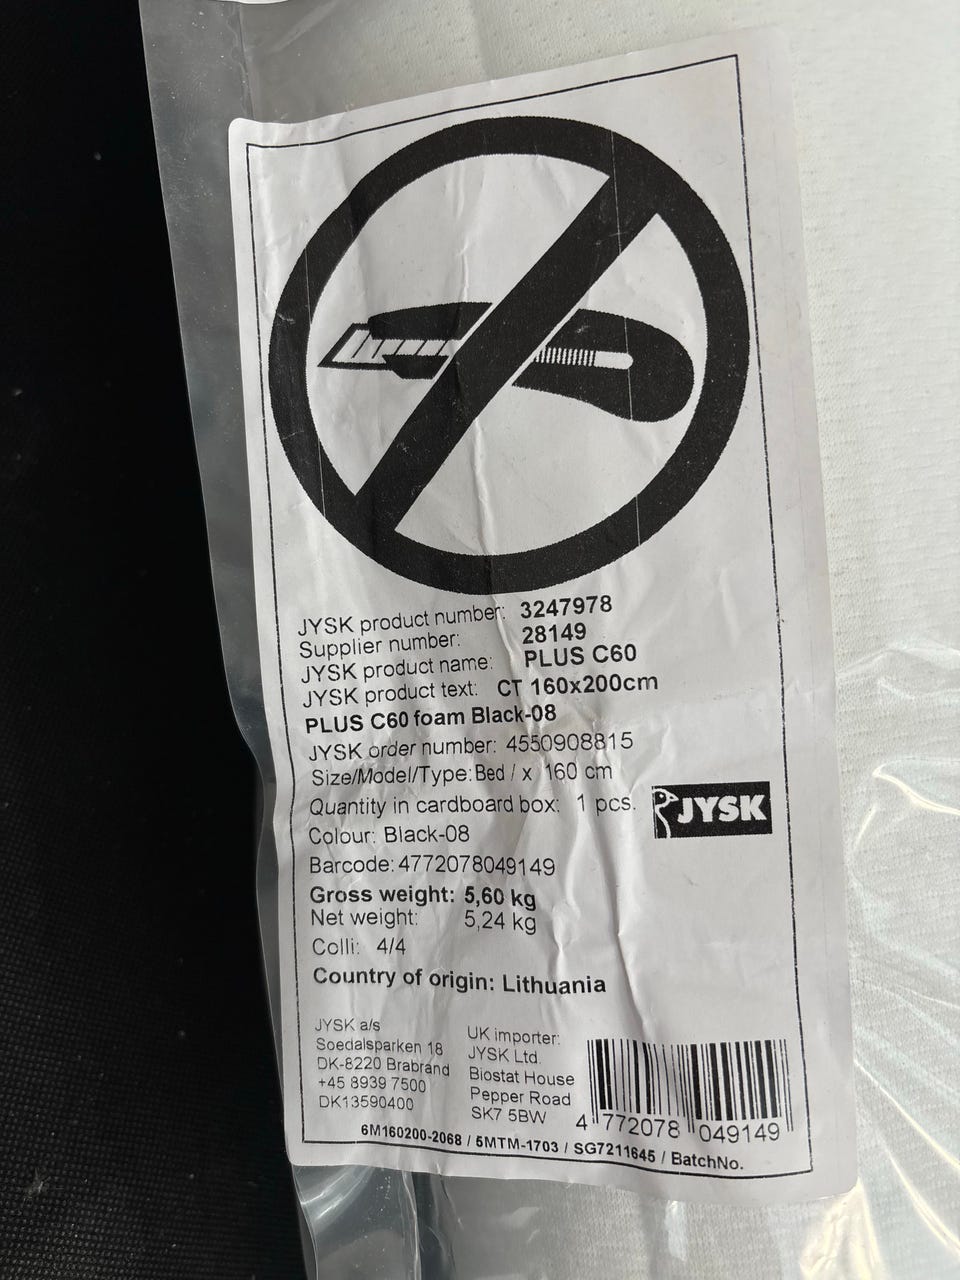 JYSK product number: 3247978
Supplier number: 28149
JYSK product name: PLUS C60
JYSK product text: CT 160x200cm
PLUS C60 foam Black-08
JYSK order number: 4550908815
Size/Model/Type: Bed / x 160 cm
Quantity in cardboard box: 1 pcs.
JYSK
Colour: Black-08
Barcode: 4772078049149
Gross weight: 5,60 kg
Net weight: 5,24 kg
Colli: 4/4
Country of origin: Lithuania
JYSK a/s
Soedalsparken 18
DK-8220 Brabrand
+45 8939 7500
DK13590400
UK importer:
JYSK Ltd.
Biostat House
Pepper Road
SK7 5BW
4 772078 049149
6M160200-2068 / 5MTM-1703 / SG7211645 / BatchNo.